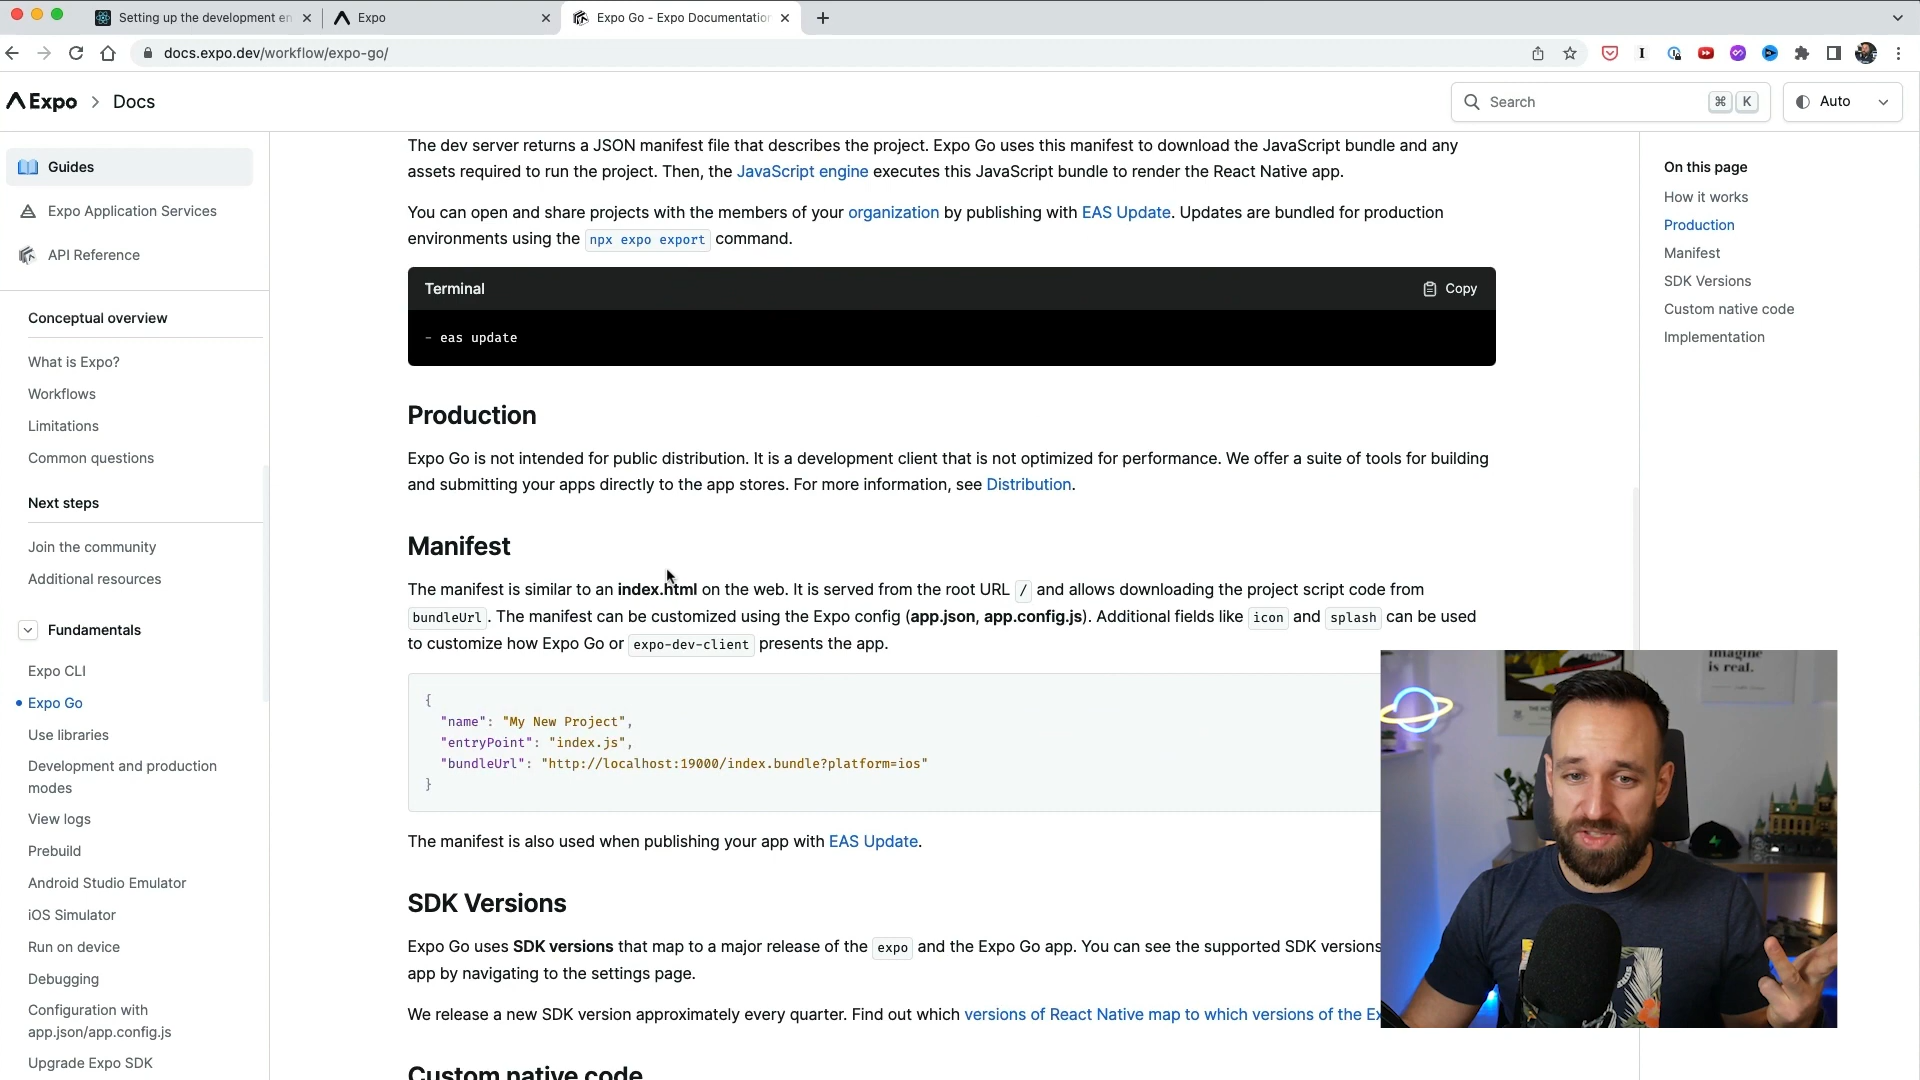 Setting up the development en
Expo
Expo Go - Expo Documentatio
docs.expo.dev/workflow/expo-go/
Expo > Docs
Search
⌘ K
Auto
Guides
Expo Application Services
API Reference
Conceptual overview
What is Expo?
Workflows
Limitations
Common questions
Next steps
Join the community
Additional resources
Fundamentals
Expo CLI
Expo Go
Use libraries
Development and production
modes
View logs
Prebuild
Android Studio Emulator
iOS Simulator
Run on device
Debugging
Configuration with
app.json/app.config.js
Upgrade Expo SDK
The dev server returns a JSON manifest file that describes the project. Expo Go uses this manifest to download the JavaScript bundle and any
assets required to run the project. Then, the JavaScript engine executes this JavaScript bundle to render the React Native app.
You can open and share projects with the members of your organization by publishing with EAS Update. Updates are bundled for production
environments using the npx expo export command.
Terminal
Copy
- eas update
Production
Expo Go is not intended for public distribution. It is a development client that is not optimized for performance. We offer a suite of tools for building
and submitting your apps directly to the app stores. For more information, see Distribution.
Manifest
The manifest is similar to an index.html on the web. It is served from the root URL / and allows downloading the project script code from
bundleUrl. The manifest can be customized using the Expo config (app.json, app.config.js). Additional fields like icon and splash can be used
to customize how Expo Go or expo-dev-client presents the app.
{
"name": "My New Project",
"entryPoint": "index.js",
"bundleUrl": "http://localhost:19000/index.bundle?platform=ios"
}
The manifest is also used when publishing your app with EAS Update.
SDK Versions
Expo Go uses SDK versions that map to a major release of the expo and the Expo Go app. You can see the supported SDK versions
app by navigating to the settings page.
We release a new SDK version approximately every quarter. Find out which versions of React Native map to which versions of the Ex
Custom native code
On this page
How it works
Production
Manifest
SDK Versions
Custom native code
Implementation
imagine
is real.